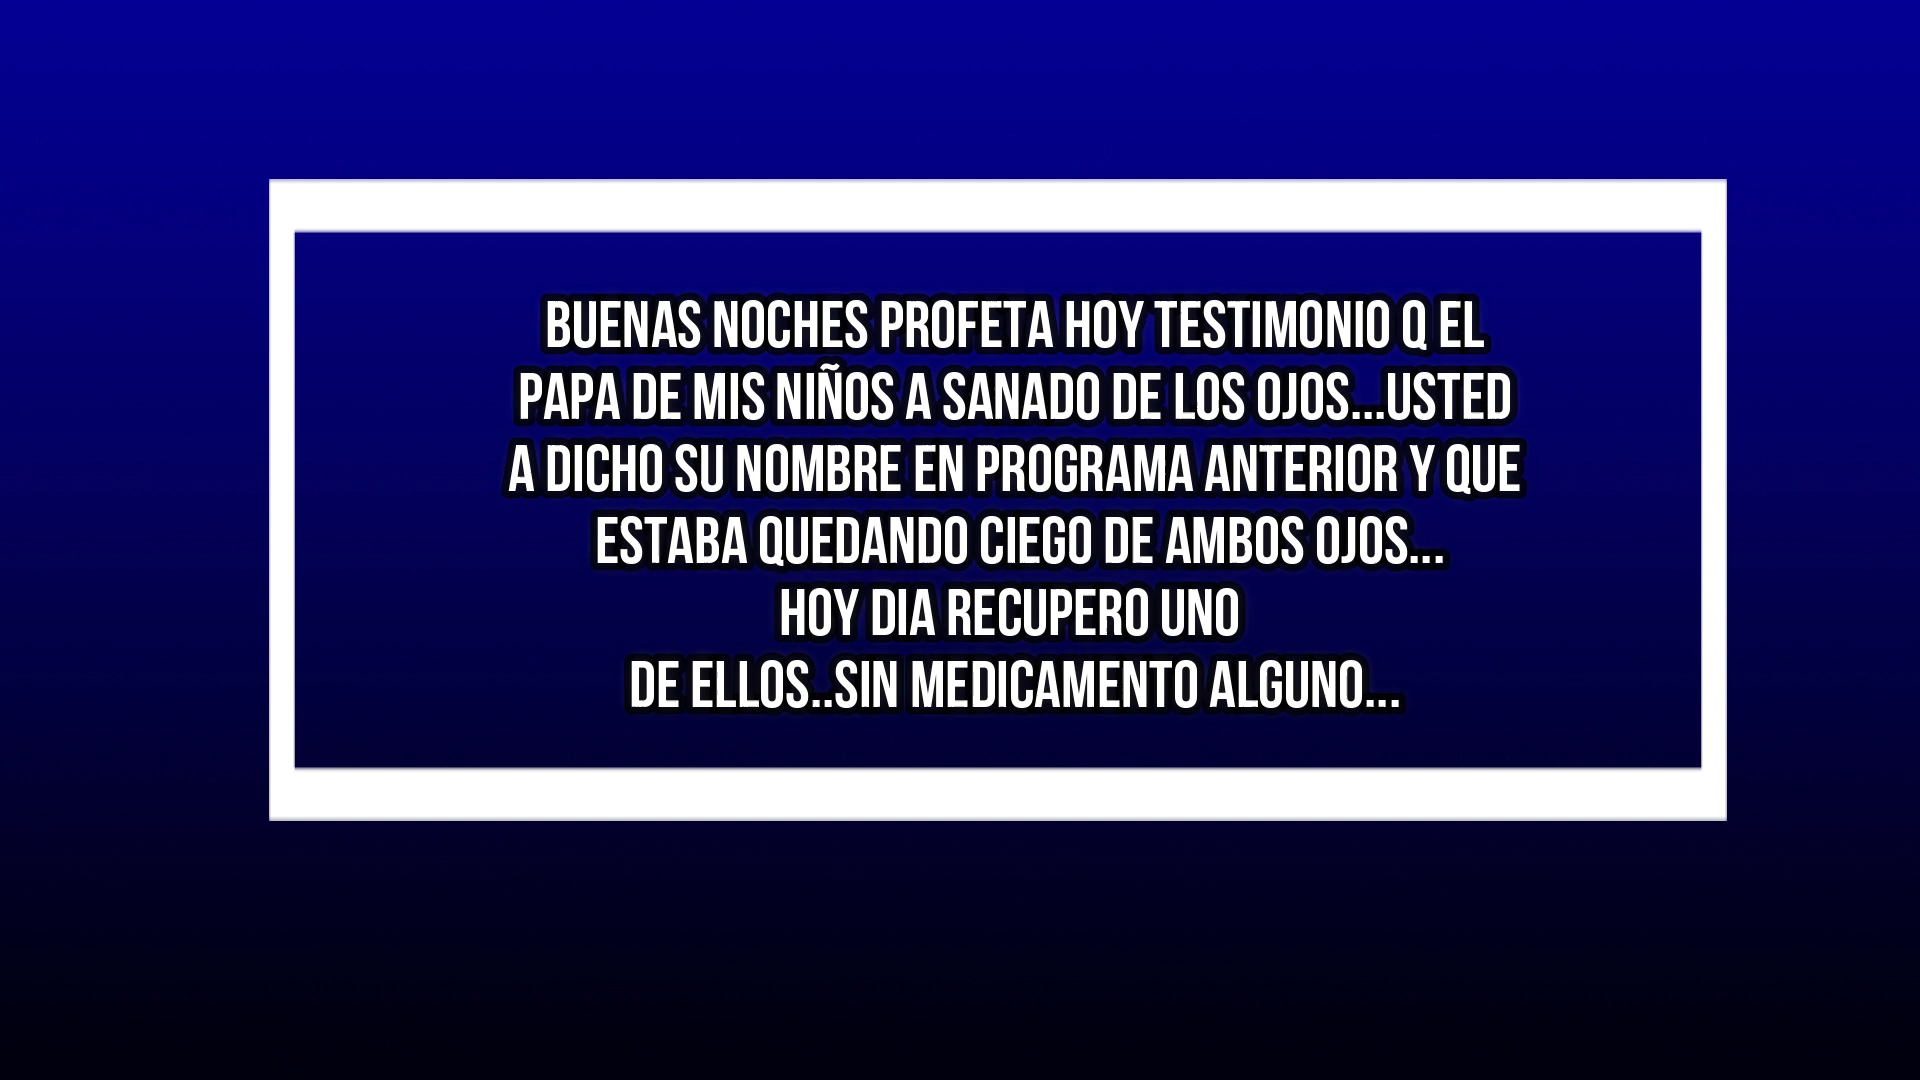 BUENAS NOCHES PROFETA HOY TESTIMONIO Q EL
PAPA DE MIS NIÑOS A SANADO DE LOS OJOS...USTED
A DICHO SU NOMBRE EN PROGRAMA ANTERIOR Y QUE
ESTABA QUEDANDO CIEGO DE AMBOS OJOS...
HOY DIA RECUPERO UNO
DE ELLOS..SIN MEDICAMENTO ALGUNO...